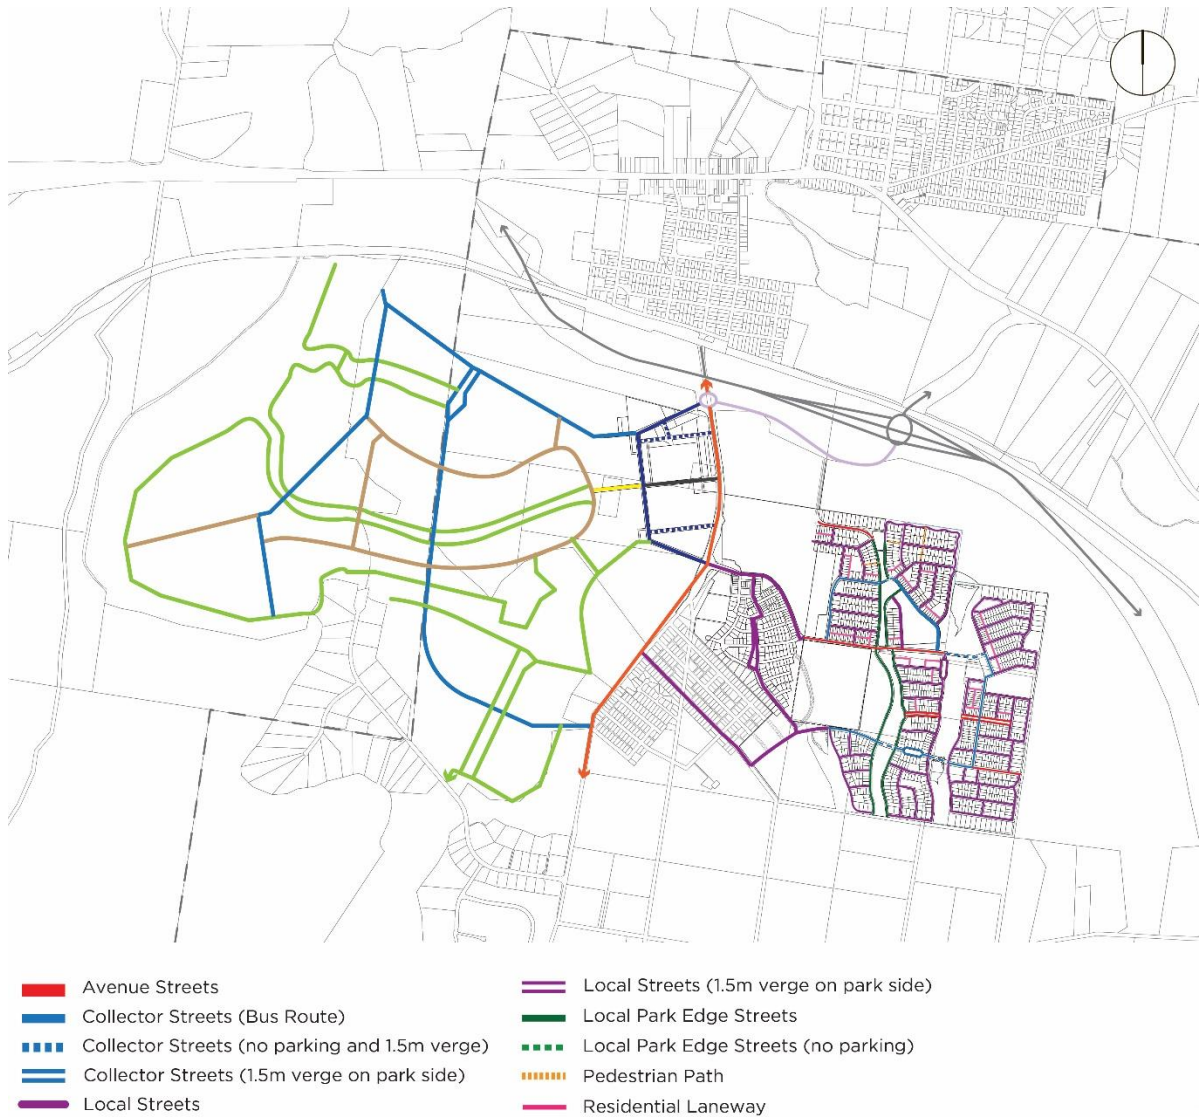 Avenue Streets
Collector Streets (Bus Route)
Collector Streets (no parking and 1.5m verge)
Collector Streets (1.5m verge on park side)
Local Streets
Local Streets (1.5m verge on park side)
Local Park Edge Streets
Local Park Edge Streets (no parking)
Pedestrian Path
Residential Laneway